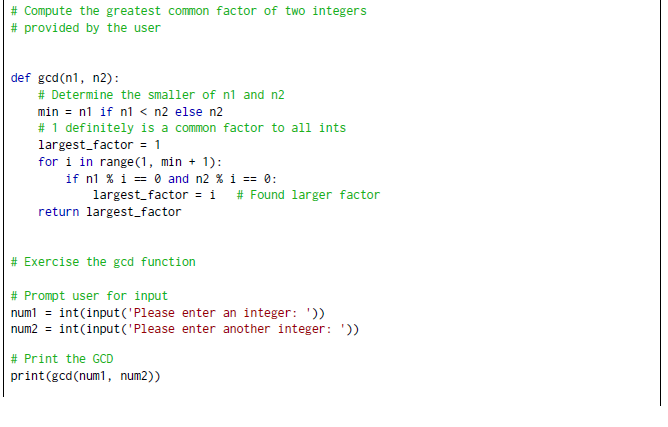 # Compute the greatest common factor of two integers
# provided by the user
def gcd(n1, n2):
# Determine the smaller of n1 and n2
min = n1 if n1 < n2 else n2
# 1 definitely is a common factor to all ints
largest_factor = 1
for i in range(1, min + 1):
if n1 % i == 0 and n2 % i == 0:
largest_factor = i # Found larger factor
return largest_factor
# Exercise the gcd function
# Prompt user for input
num1 = int(input('Please enter an integer: '))
num2 = int(input('Please enter another integer: '))
# Print the GCD
print(gcd(num1, num2))